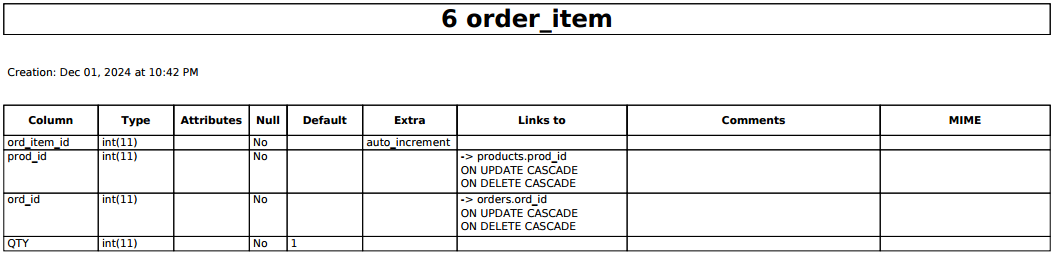 6 order_item
Creation: Dec 01, 2024 at 10:42 PM
Column Type Attributes Null Default Extra Links to Comments MIME
ord_item_id int(11) No auto_increment
prod_id int(11) No -> products.prod_id
ON UPDATE CASCADE
ON DELETE CASCADE
ord_id int(11) No -> orders.ord_id
ON UPDATE CASCADE
ON DELETE CASCADE
QTY int(11) No 1